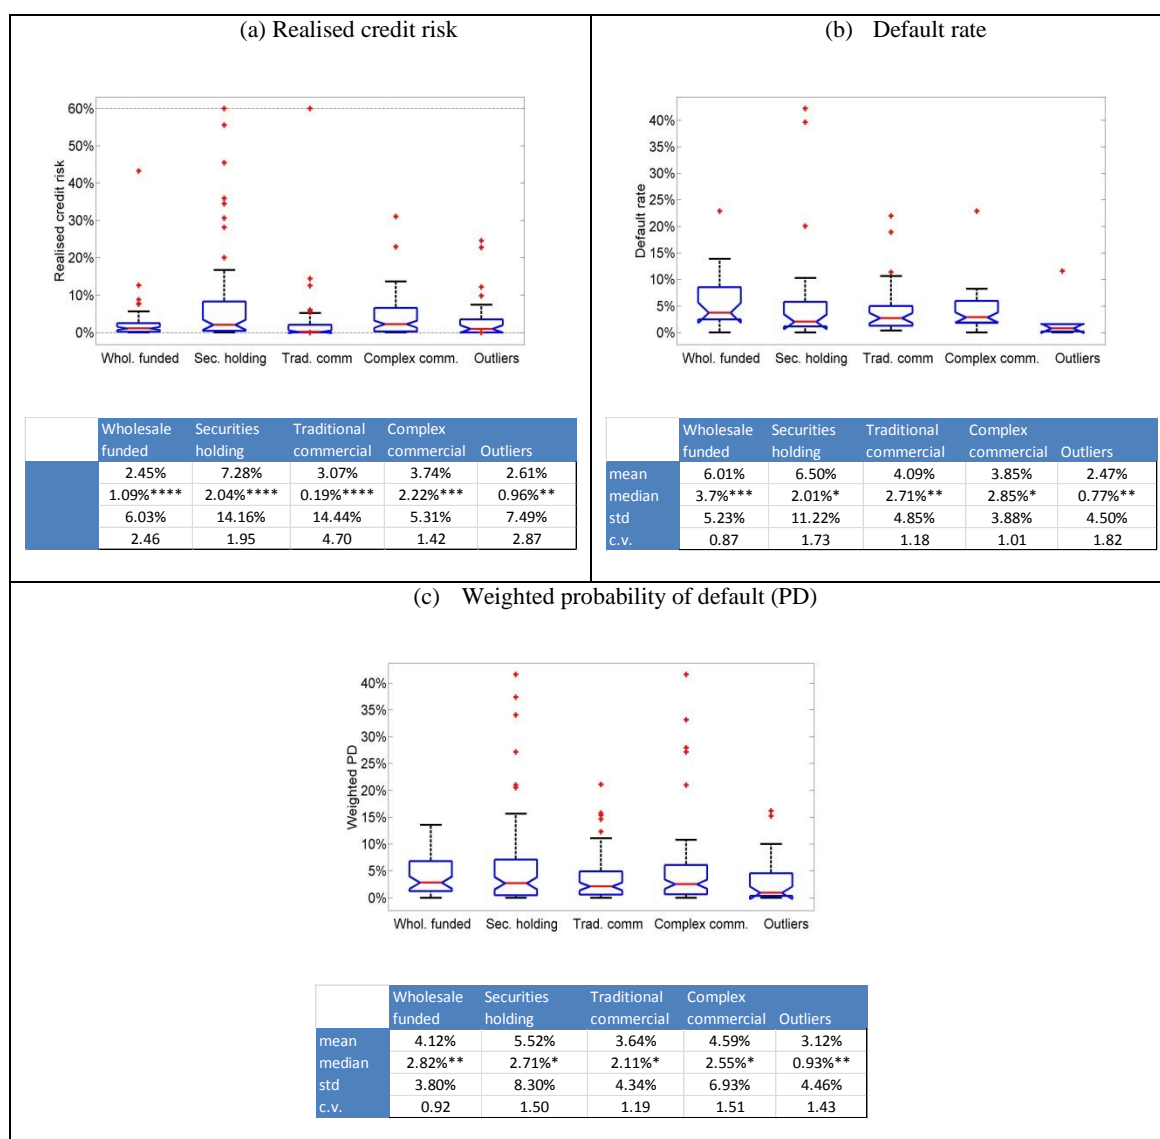 (a) Realised credit risk
60%
50%
40%
30%
20%
10%
0%
Realised credit risk
Whol. funded Sec. holding Trad. comm Complex comm. Outliers
Wholesale funded Securities holding Traditional commercial Complex commercial Outliers
2.45% 7.28% 3.07% 3.74% 2.61%
1.09%**** 2.04%**** 0.19%**** 2.22%*** 0.96%**
6.03% 14.16% 14.44% 5.31% 7.49%
2.46 1.95 4.70 1.42 2.87
(b) Default rate
40%
35%
30%
25%
20%
15%
10%
5%
0%
Default rate
Whol. funded Sec. holding Trad. comm Complex comm. Outliers
Wholesale funded Securities holding Traditional commercial Complex commercial Outliers
mean 6.01% 6.50% 4.09% 3.85% 2.47%
median 3.7%*** 2.01%* 2.71%** 2.85%* 0.77%**
std 5.23% 11.22% 4.85% 3.88% 4.50%
c.v. 0.87 1.73 1.18 1.01 1.82
(c) Weighted probability of default (PD)
40%
35%
30%
25%
20%
15%
10%
5%
0%
Weighted PD
Whol. funded Sec. holding Trad. comm Complex comm. Outliers
Wholesale funded Securities holding Traditional commercial Complex commercial Outliers
mean 4.12% 5.52% 3.64% 4.59% 3.12%
median 2.82%** 2.71%* 2.11%* 2.55%* 0.93%**
std 3.80% 8.30% 4.34% 6.93% 4.46%
c.v. 0.92 1.50 1.19 1.51 1.43